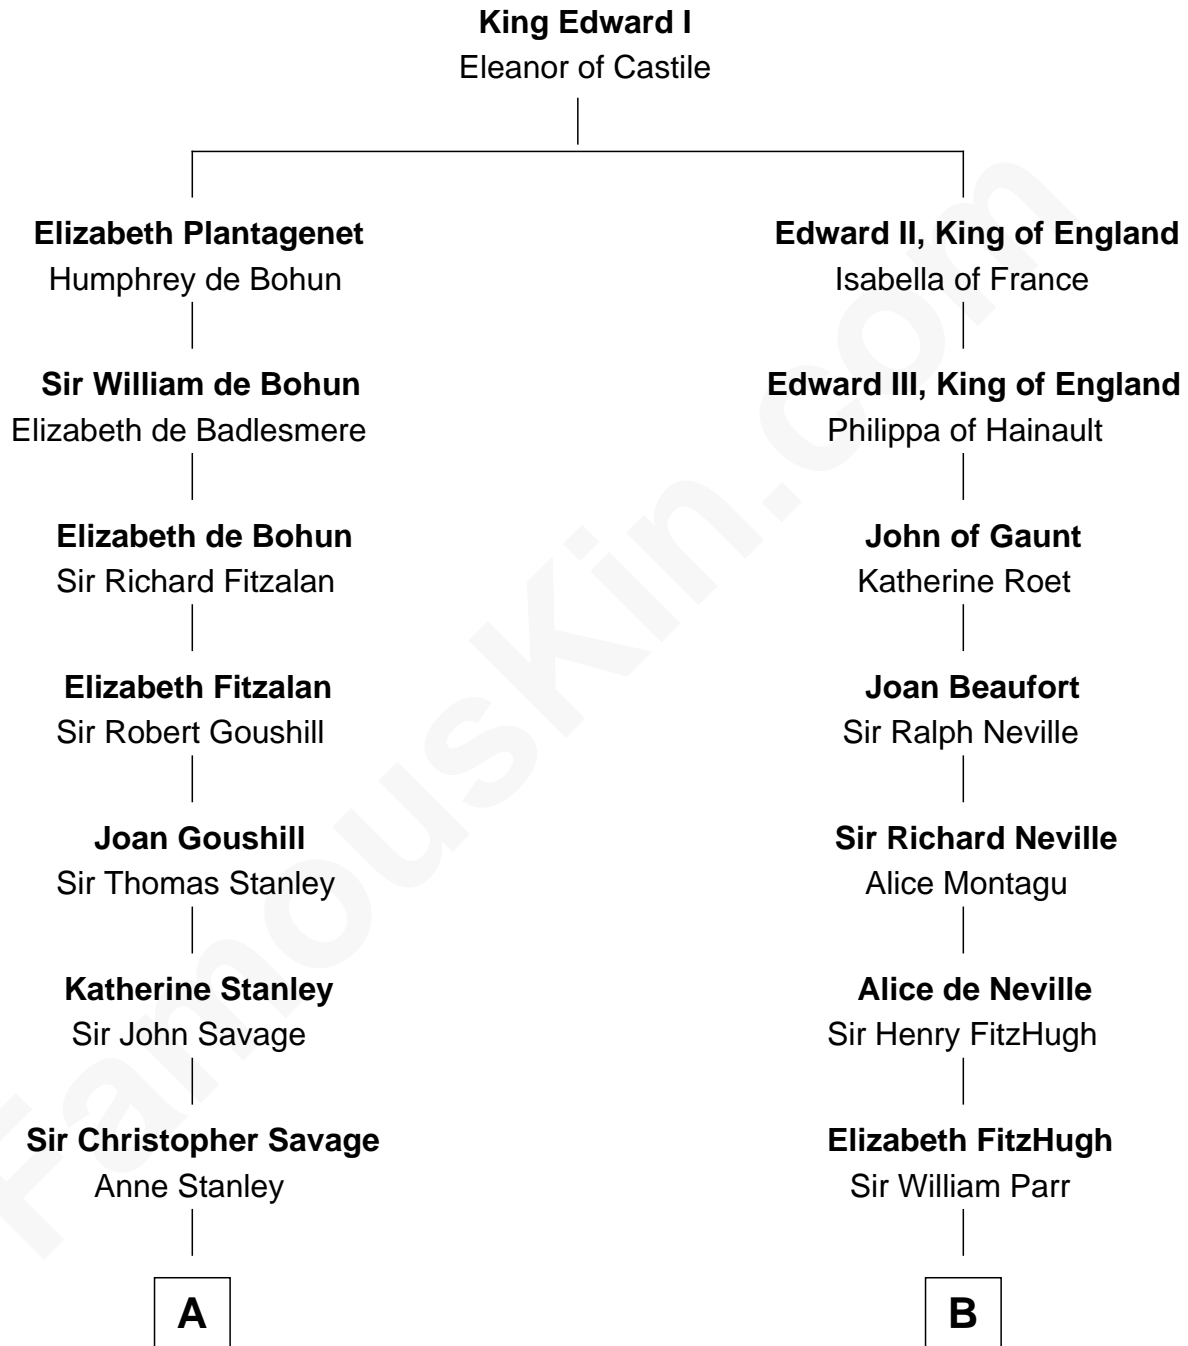 King Edward I
Eleanor of Castile
Elizabeth Plantagenet
Humphrey de Bohun
Edward II, King of England
Isabella of France
Sir William de Bohun
Elizabeth de Badlesmere
Edward III, King of England
Philippa of Hainault
Elizabeth de Bohun
Sir Richard Fitzalan
John of Gaunt
Katherine Roet
Elizabeth Fitzalan
Sir Robert Goushill
Joan Beaufort
Sir Ralph Neville
Joan Goushill
Sir Thomas Stanley
Sir Richard Neville
Alice Montagu
Katherine Stanley
Sir John Savage
Alice de Neville
Sir Henry FitzHugh
Sir Christopher Savage
Anne Stanley
Elizabeth FitzHugh
Sir William Parr
A
B
FamousKin.com